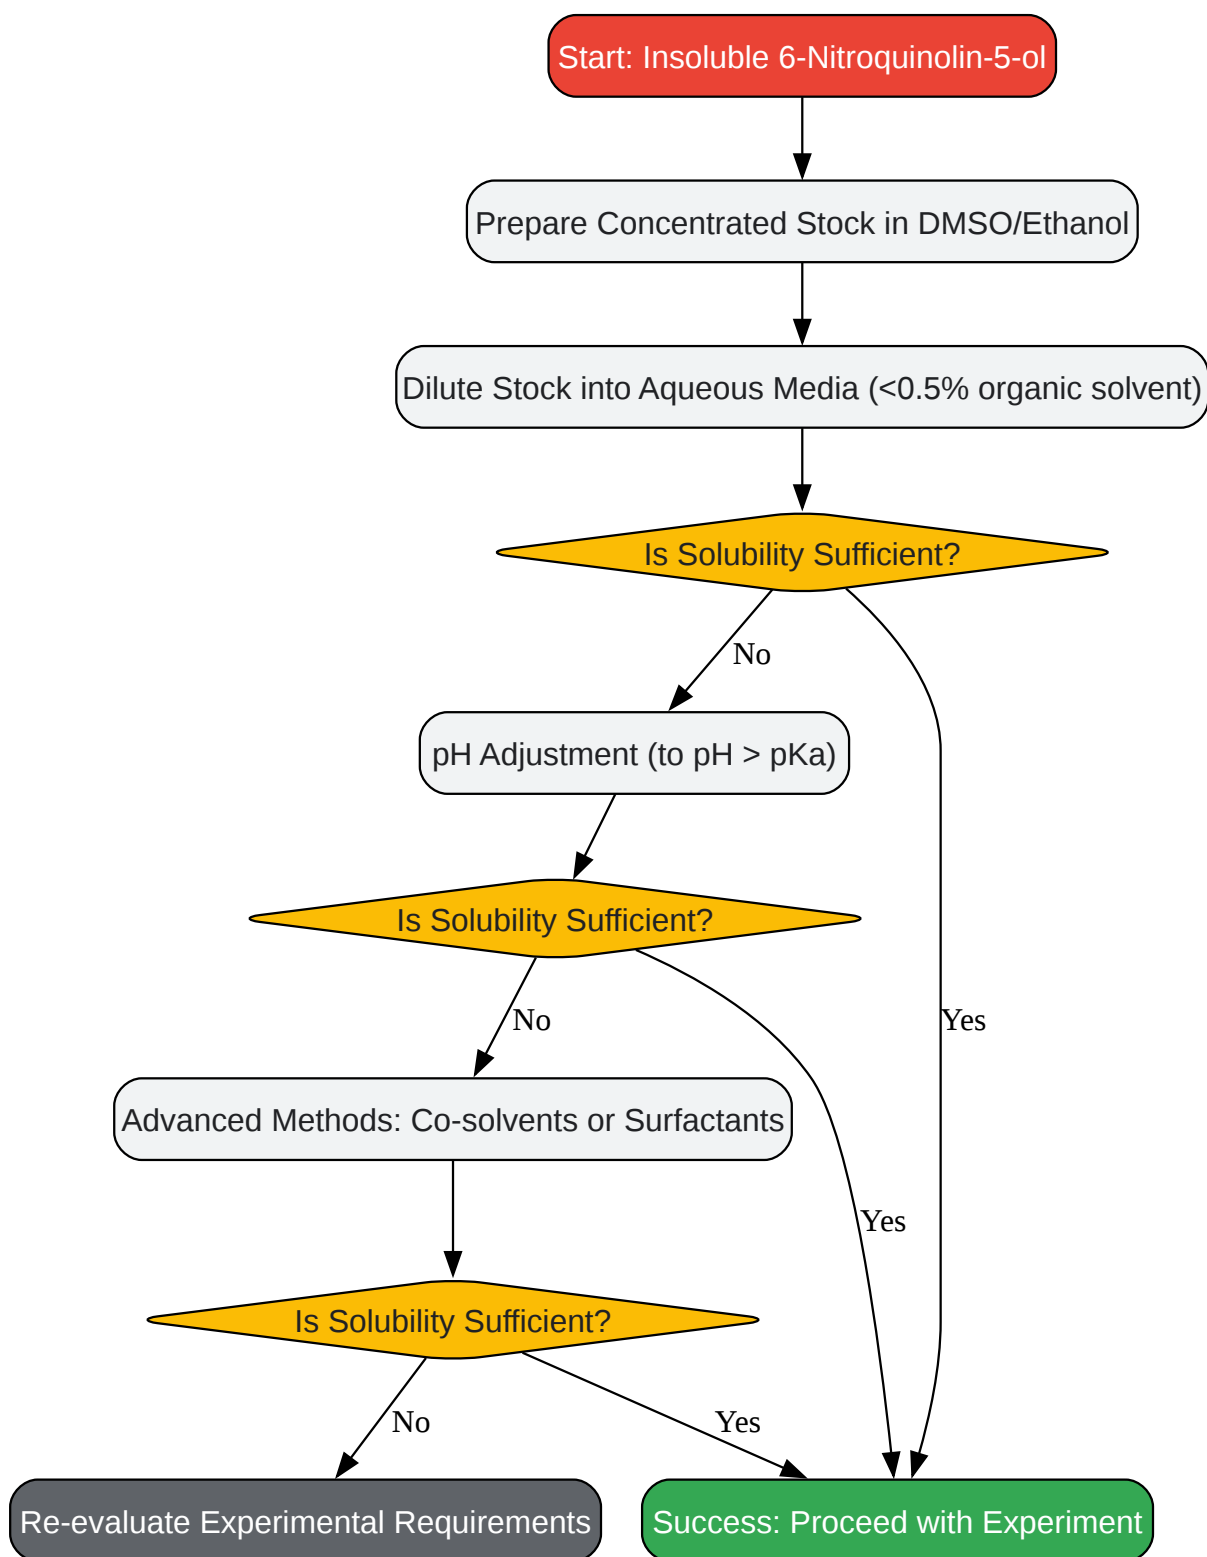 Start: Insoluble 6-Nitroquinolin-5-ol
Prepare Concentrated Stock in DMSO/Ethanol
Dilute Stock into Aqueous Media (<0.5% organic solvent)
Is Solubility Sufficient?
No
pH Adjustment (to pH > pKa)
Is Solubility Sufficient?
No
Yes
Advanced Methods: Co-solvents or Surfactants
Yes
Is Solubility Sufficient?
No
Yes
Re-evaluate Experimental Requirements
Success: Proceed with Experiment